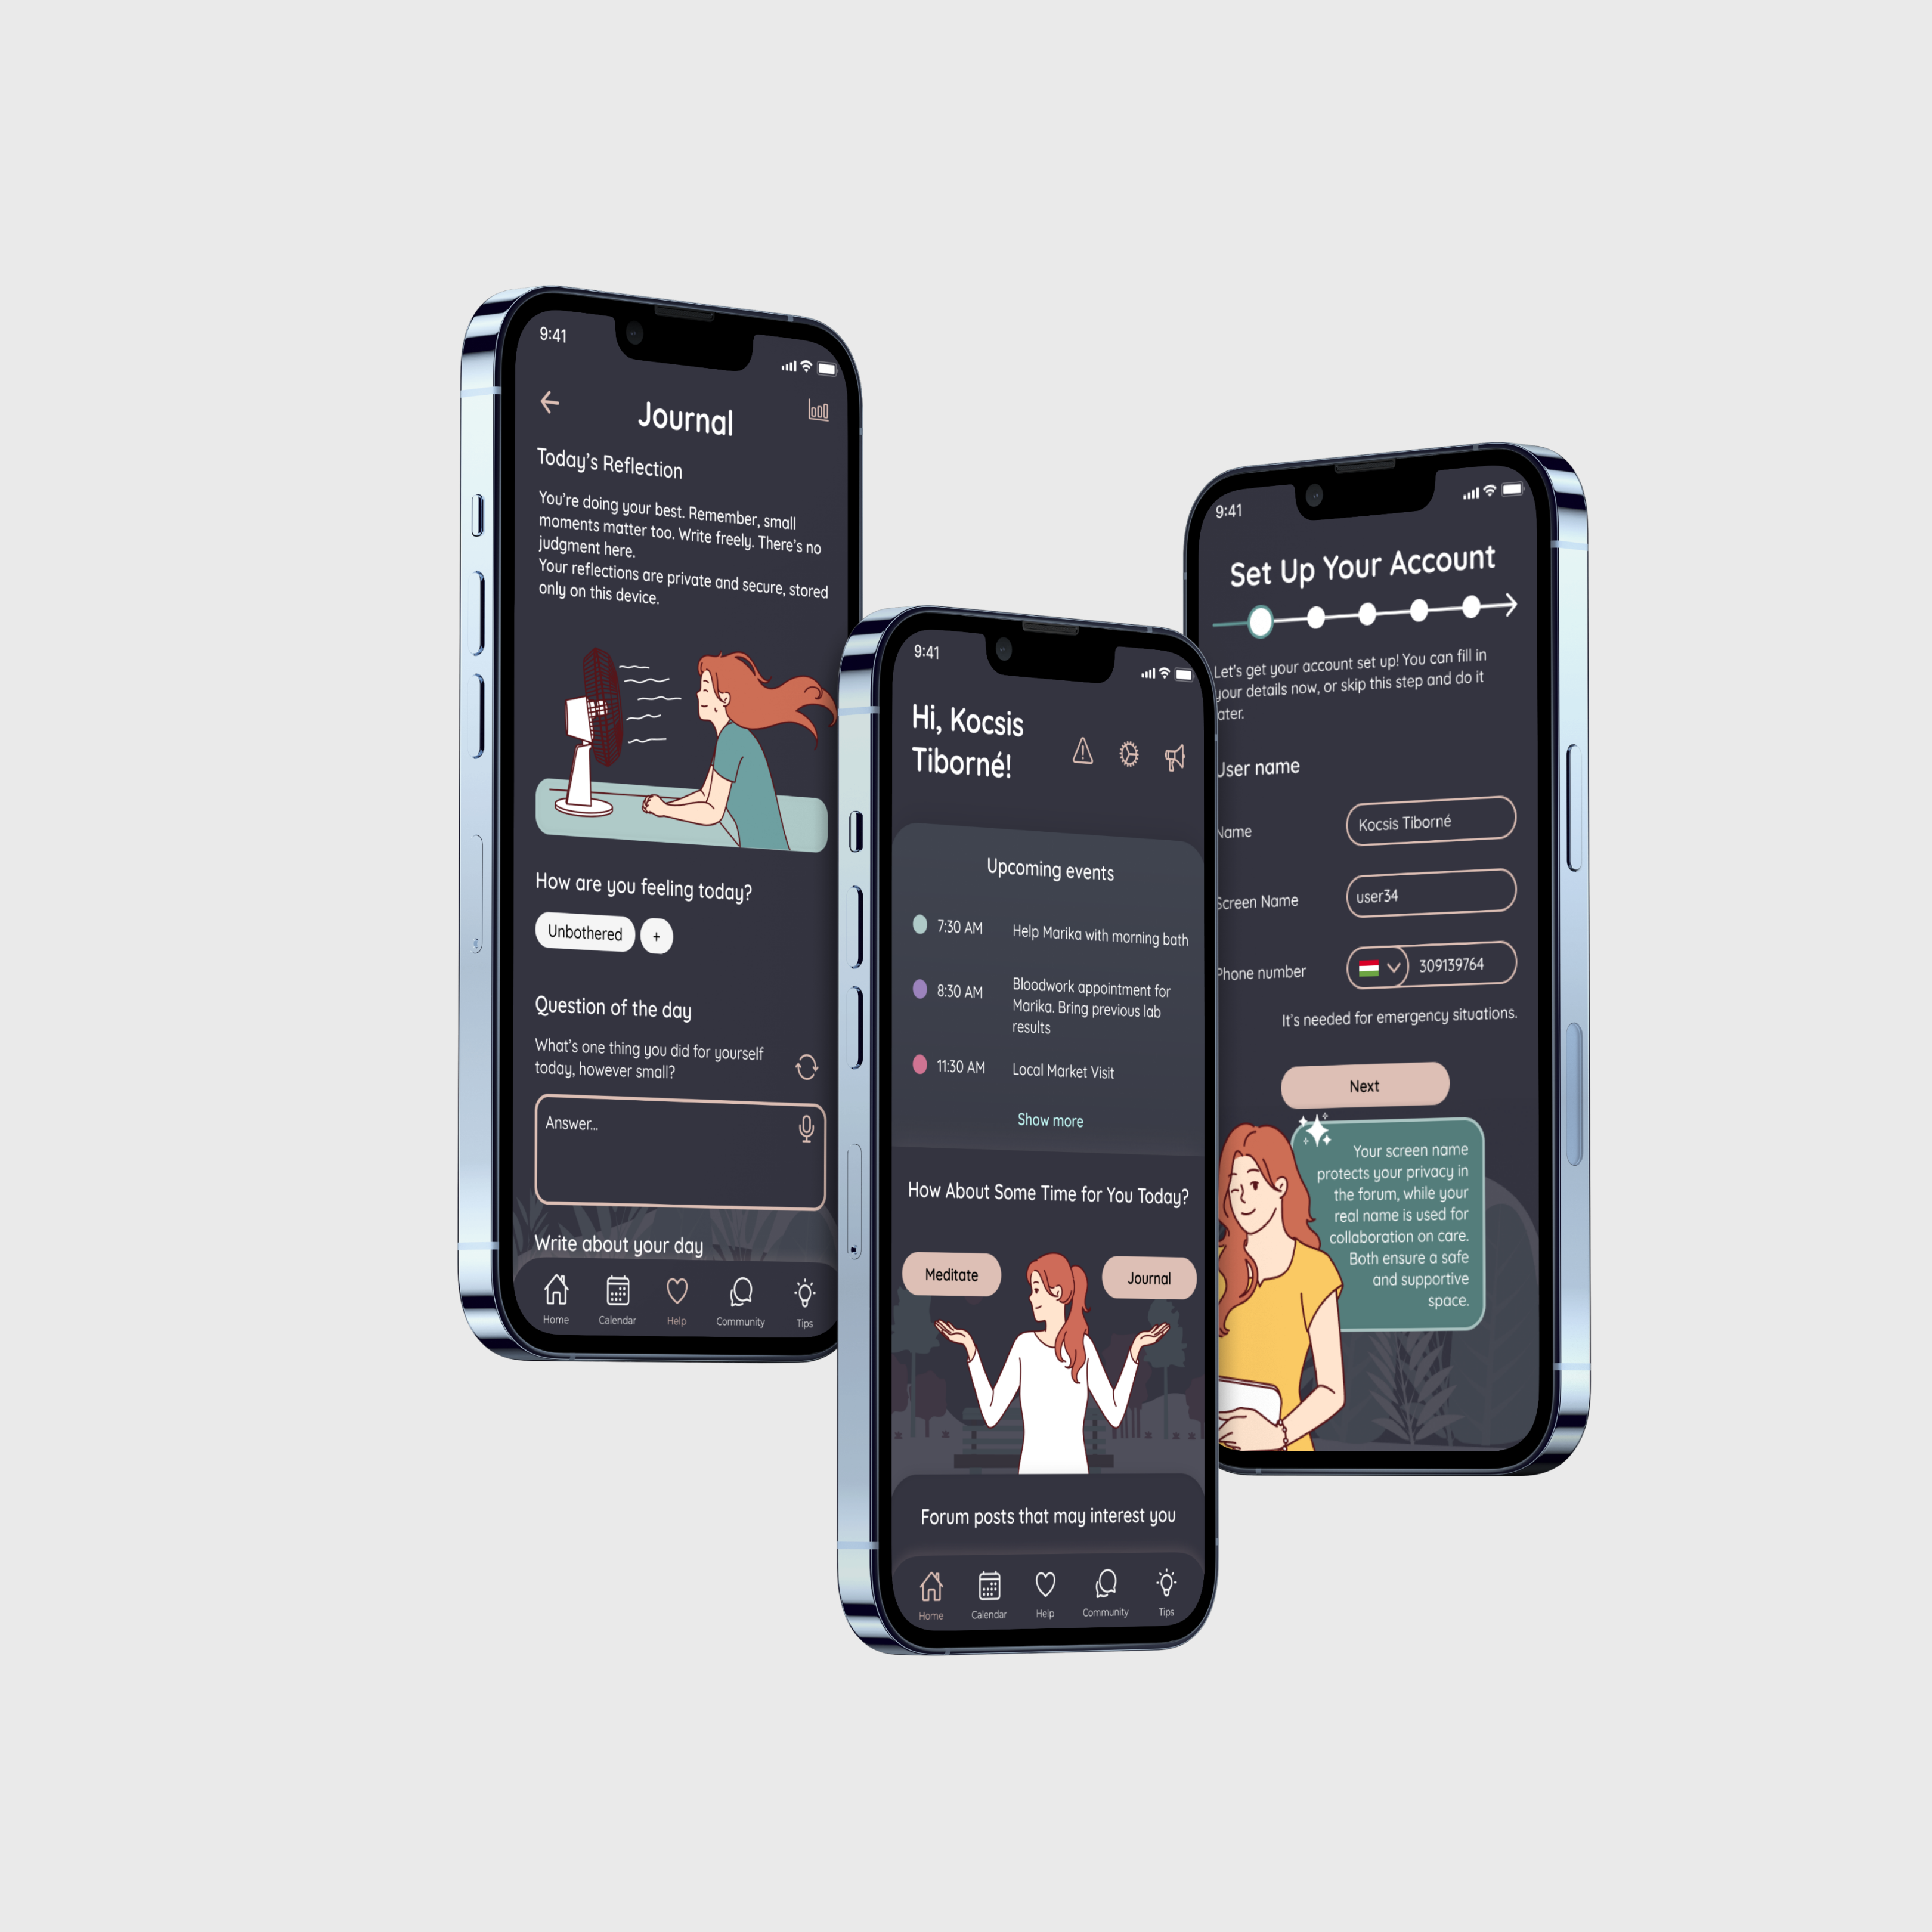 9:41
Journal
Today's Reflection
You're doing your best. Remember, small
moments matter too. Write freely. There's no
judgment here.
Your reflections are private and secure, stored
only on this device.
How are you feeling today?
Unbothered
+
Question of the day
What's one thing you did for yourself
today, however small?
Answer...
Write about your day
Home
Calendar
Help
Community
Tips
9:41
Hi, Kocsis
Tiborné!
Upcoming events
7:30 AM
Help Marika with morning bath
8:30 AM
Bloodwork appointment for
Marika. Bring previous lab
results
11:30 AM
Local Market Visit
Show more
How About Some Time for You Today?
Meditate
Journal
Forum posts that may interest you
Home
Calendar
Help
Community
Tips
9:41
Set Up Your Account
Let's get your account set up! You can fill in
your details now, or skip this step and do it
later.
User name
Name
Kocsis Tiborné
Screen Name
user34
Phone number
309139764
It's needed for emergency situations.
Next
Your screen name
protects your privacy in
the forum, while your
real name is used for
collaboration on care.
Both ensure a safe
and supportive
space.